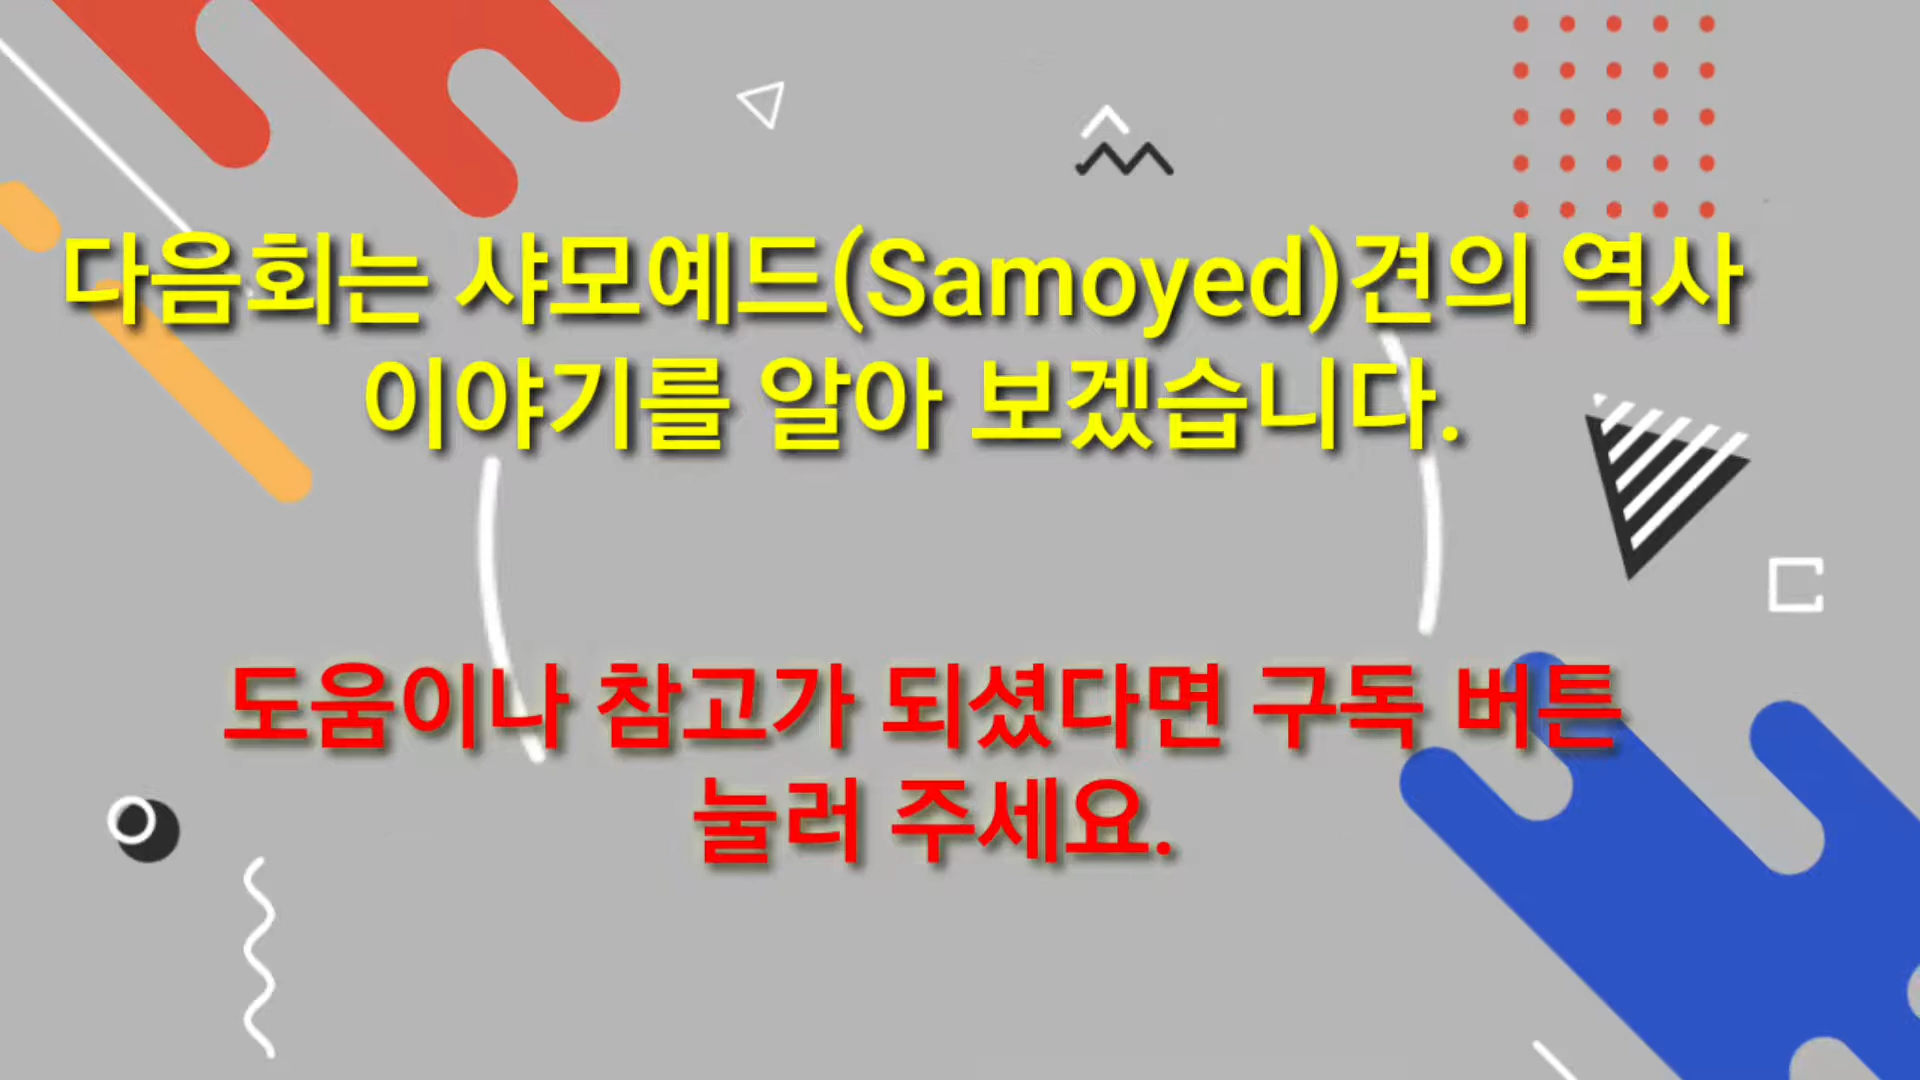 다음회는 샤모예드(Samoyed)견의 역사
이야기를 알아 보겠습니다.
도움이나 참고가 되셨다면 구독 버튼
눌러 주세요.